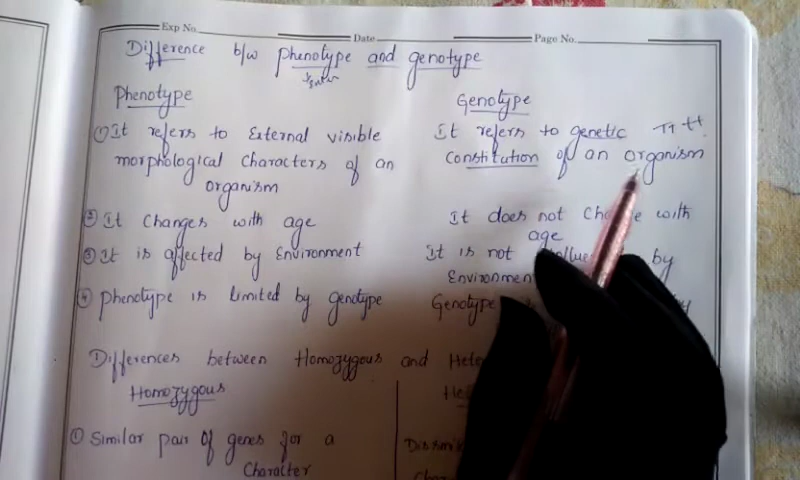 Exp No.
Date
Page No.
Difference b/w phenotype and genotype
Phenotype
Genotype
① It refers to External visible
morphological characters of an
organism
It refers to genetic TT tt
Constitution of an organism
② It changes with age
It does not with
age
③ It is affected by Environment
It is not by
Environmen
④ phenotype is limited by genotype
Genotype
Differences between Homozygous and Hete
Homozygous
① Similar pair of genes for a
Character